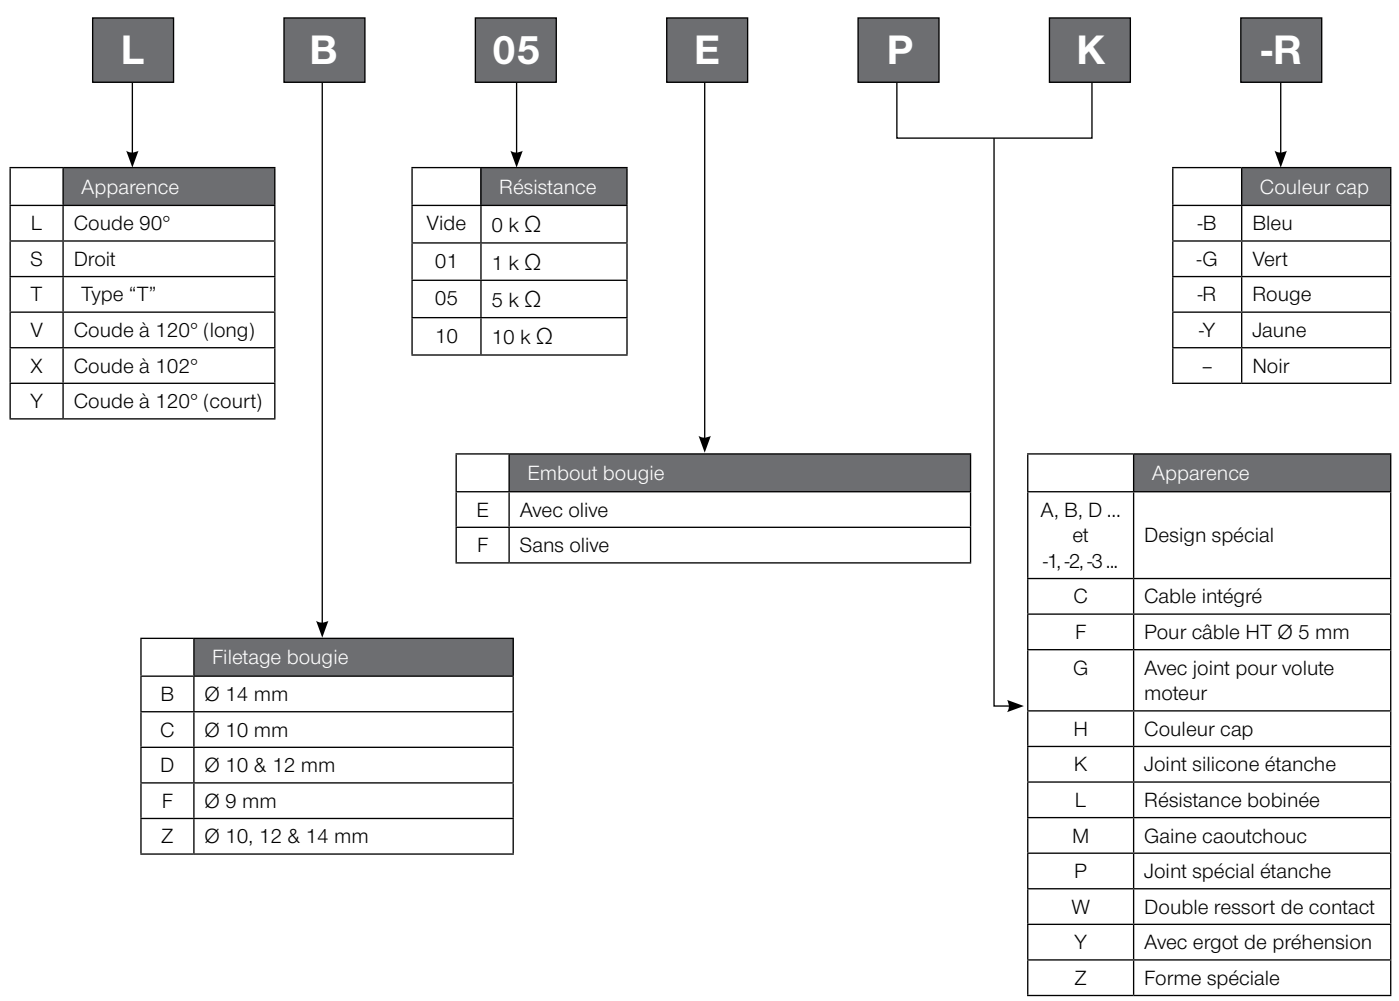 L B 05 E P K -R
Apparence
L Coude 90°
S Droit
T Type “T”
V Coude à 120° (long)
X Coude à 102°
Y Coude à 120° (court)
Résistance
Vide 0 k Ω
01 1 k Ω
05 5 k Ω
10 10 k Ω
Couleur cap
-B Bleu
-G Vert
-R Rouge
-Y Jaune
– Noir
Embout bougie
E Avec olive
F Sans olive
Filetage bougie
B Ø 14 mm
C Ø 10 mm
D Ø 10 & 12 mm
F Ø 9 mm
Z Ø 10, 12 & 14 mm
Apparence
A, B, D ...
et
-1, -2, -3 ...
Design spécial
C Cable intégré
F Pour câble HT Ø 5 mm
G Avec joint pour volute
moteur
H Couleur cap
K Joint silicone étanche
L Résistance bobinée
M Gaine caoutchouc
P Joint spécial étanche
W Double ressort de contact
Y Avec ergot de préhension
Z Forme spéciale